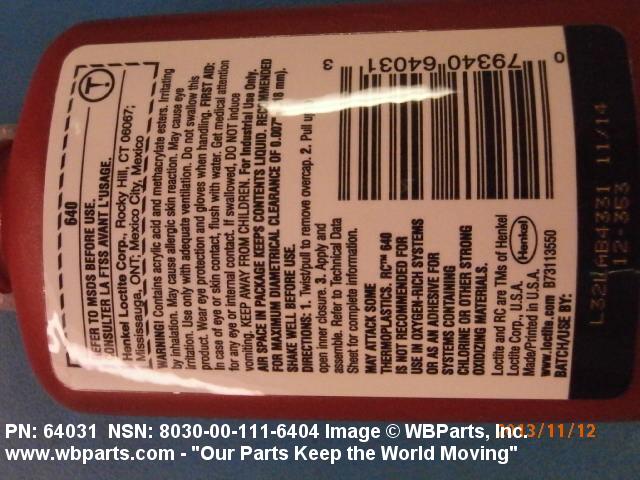 640
REFER TO MSDS BEFORE USE.
CONSULTER LA FTSS AVANT L'USAGE.
Henkel Loctite Corp., Rocky Hill, CT 06067;
Mississauga, ONT; Mexico City, Mexico
WARNING! Contains acrylic acid and methacrylate esters. Irritating
by inhalation. May cause allergic skin reaction. May cause eye
irritation. Use only with adequate ventilation. Do not swallow this
product. Wear eye protection and gloves when handling. FIRST AID:
In case of eye or skin contact, flush with water. Get medical attention
for any eye or internal contact. If swallowed, DO NOT induce
vomiting. KEEP AWAY FROM CHILDREN. For Industrial Use Only.
AIR SPACE IN PACKAGE KEEPS CONTENTS LIQUID. RECOMMENDED
FOR MAXIMUM DIAMETRICAL CLEARANCE OF 0.007" 18 mm).
SHAKE WELL BEFORE USE.
DIRECTIONS: 1. Twist/pull to remove overcap. 2. Pull up to
open inner closure. 3. Apply and
assemble. Refer to Technical Data
Sheet for complete information.
MAY ATTACK SOME
THERMOPLASTICS. RC™ 640
IS NOT RECOMMENDED FOR
USE IN OXYGEN-RICH SYSTEMS
OR AS AN ADHESIVE FOR
SYSTEMS CONTAINING
CHLORINE OR OTHER STRONG
OXIDIZING MATERIALS.
Loctite and RC are TMs of Henkel
Loctite Corp. U.S.A.
Made/Printed in U.S.A.
Henkel
www.loctite.com B73113550
BATCH/USE BY:
L32IAB4331 11/14
12-353
0 79340 64031 3
T
2013/11/12
PN: 64031 NSN: 8030-00-111-6404 Image © WBParts, Inc.
www.wbparts.com - "Our Parts Keep the World Moving"